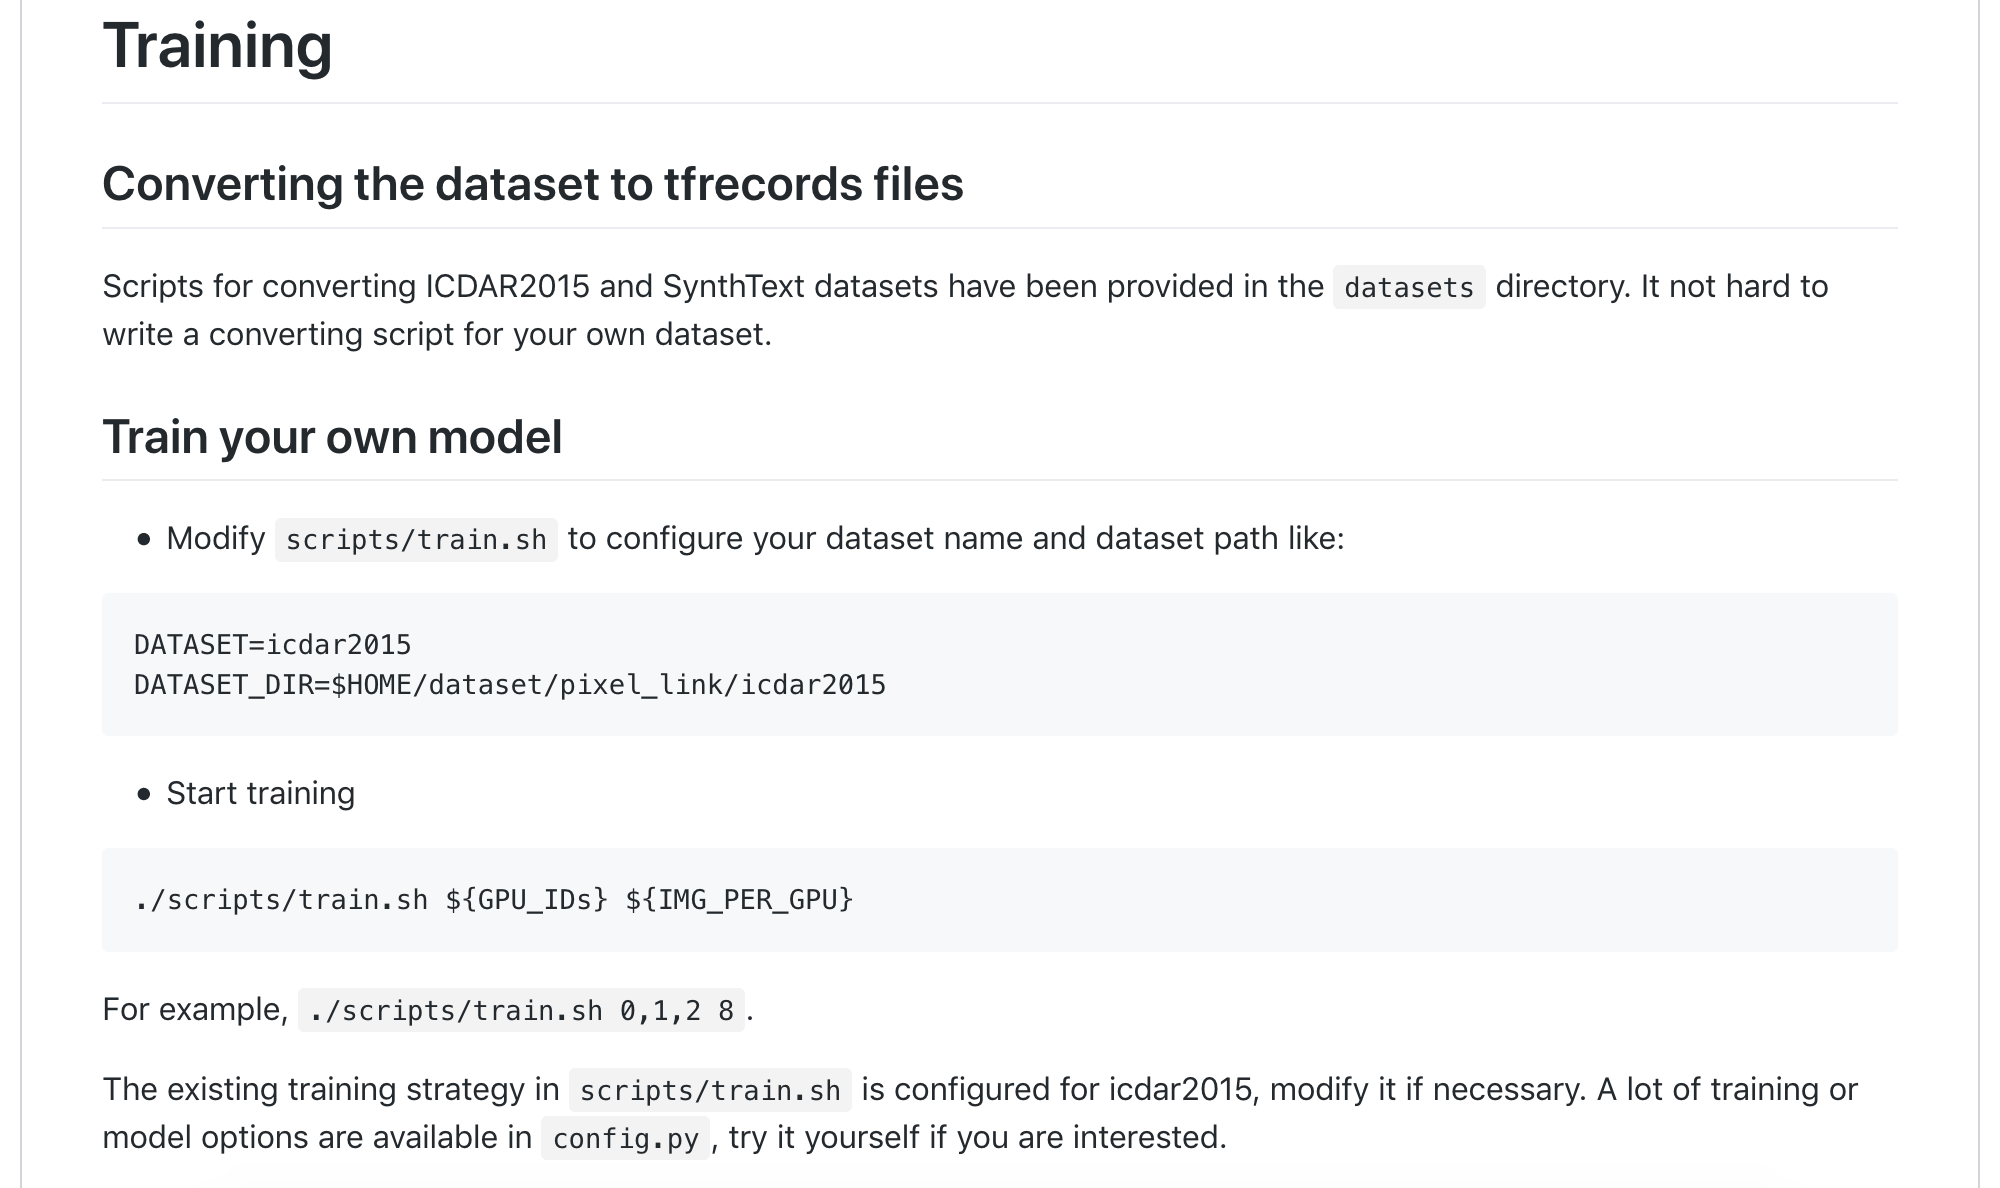 Training
Converting the dataset to tfrecords files
Scripts for converting ICDAR2015 and SynthText datasets have been provided in the datasets directory. It not hard to
write a converting script for your own dataset.
Train your own model
• Modify scripts/train.sh to configure your dataset name and dataset path like:
DATASET=icdar2015
DATASET_DIR=$HOME/dataset/pixel_link/icdar2015
• Start training
./scripts/train.sh ${GPU_IDs} ${IMG_PER_GPU}
For example, ./scripts/train.sh 0,1,2 8.
The existing training strategy in scripts/train.sh is configured for icdar2015, modify it if necessary. A lot of training or
model options are available in config.py, try it yourself if you are interested.